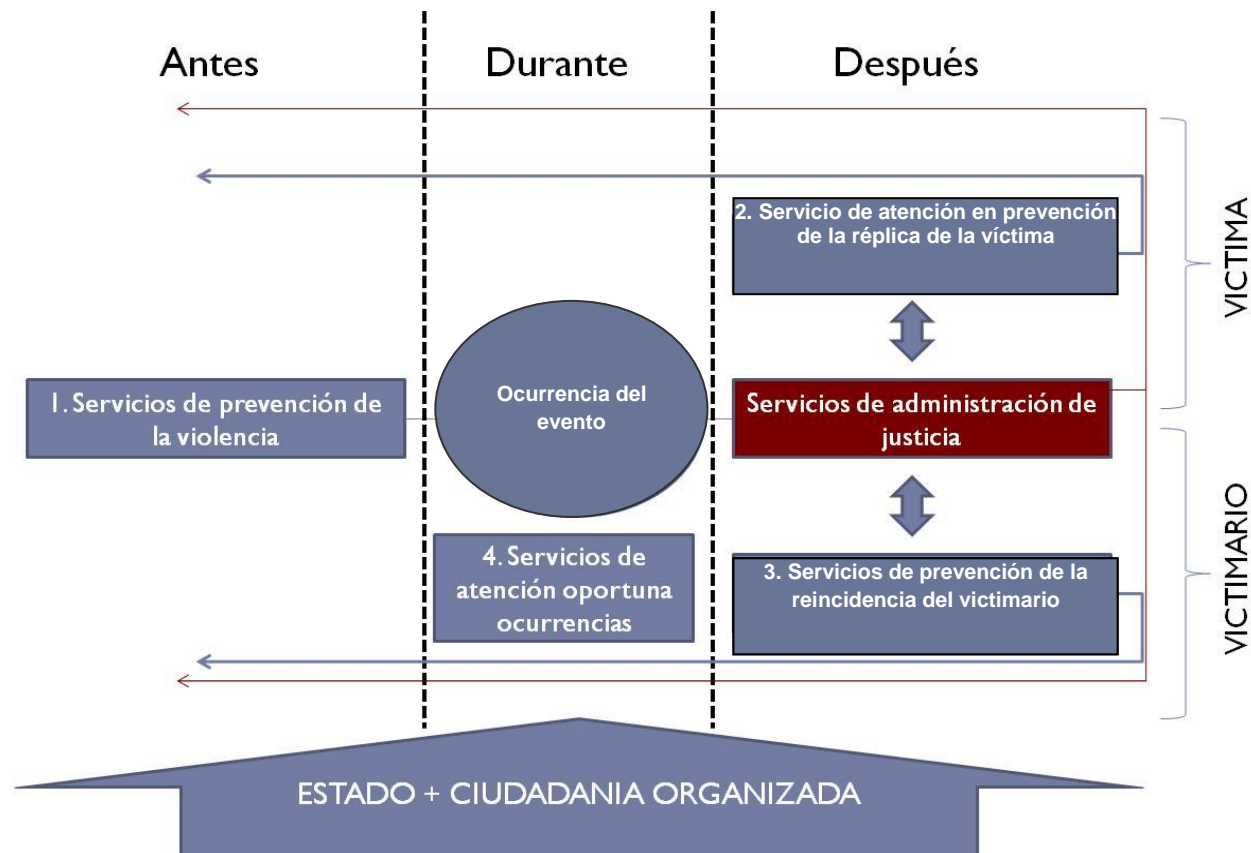 Antes
Durante
Después
2. Servicio de atención en prevención
de la réplica de la víctima
VICTIMA
Ocurrencia del
evento
1. Servicios de prevención de
la violencia
Servicios de administración de
justicia
4. Servicios de
atención oportuna
ocurrencias
3. Servicios de prevención de la
reincidencia del victimario
VICTIMARIO
ESTADO + CIUDADANIA ORGANIZADA